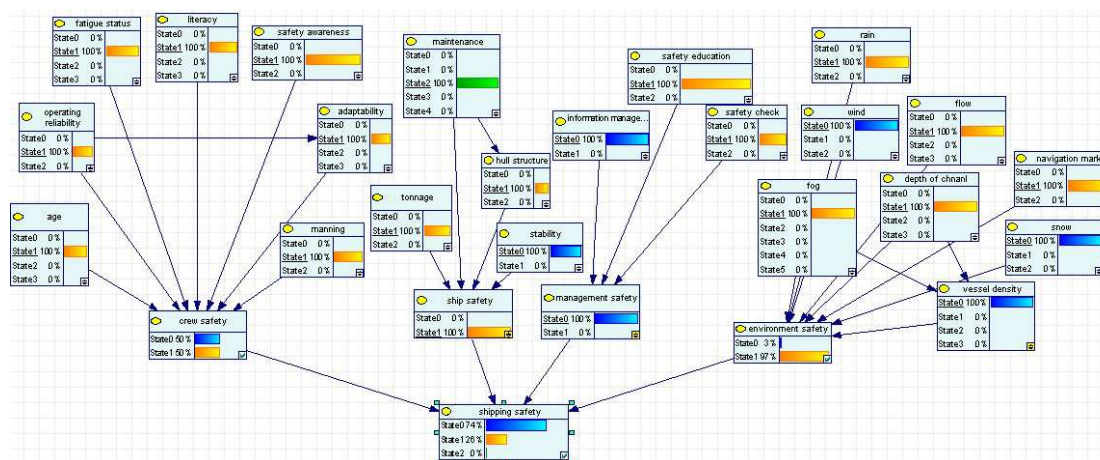 fatigue status
State0 0%
State1 100%
State2 0%
State3 0%
literacy
State0 0%
State1 100%
State2 0%
State3 0%
safety awareness
State0 0%
State1 100%
State2 0%
maintenance
State0 0%
State1 0%
State2 100%
State3 0%
State4 0%
safety education
State0 0%
State1 100%
State2 0%
rain
State0 0%
State1 100%
State2 0%
operating
reliability
State0 0%
State1 100%
State2 0%
adaptability
State0 0%
State1 100%
State2 0%
State3 0%
information manage...
State0 100%
State1 0%
safety check
State0 0%
State1 100%
State2 0%
wind
State0 100%
State1 0%
State2 0%
flow
State0 0%
State1 100%
State2 0%
hull structure
State0 0%
State1 100%
State2 0%
navigation mark
State0 0%
State1 100%
State2 0%
age
State0 0%
State1 100%
State2 0%
State3 0%
manning
State0 0%
State1 100%
State2 0%
tonnage
State0 0%
State1 100%
State2 0%
stability
State0 100%
State1 0%
fog
State0 0%
State1 100%
State2 0%
State3 0%
State4 0%
State5 0%
depth of chnanl
State0 0%
State1 100%
State2 0%
State3 0%
snow
State0 100%
State1 0%
State2 0%
crew safety
State0 50%
State1 50%
ship safety
State0 0%
State1 100%
management safety
State0 100%
State1 0%
environment safety
State0 3%
State1 97%
vessel density
State0 100%
State1 0%
State2 0%
State3 0%
shipping safety
State0 74%
State1 26%
State2 0%